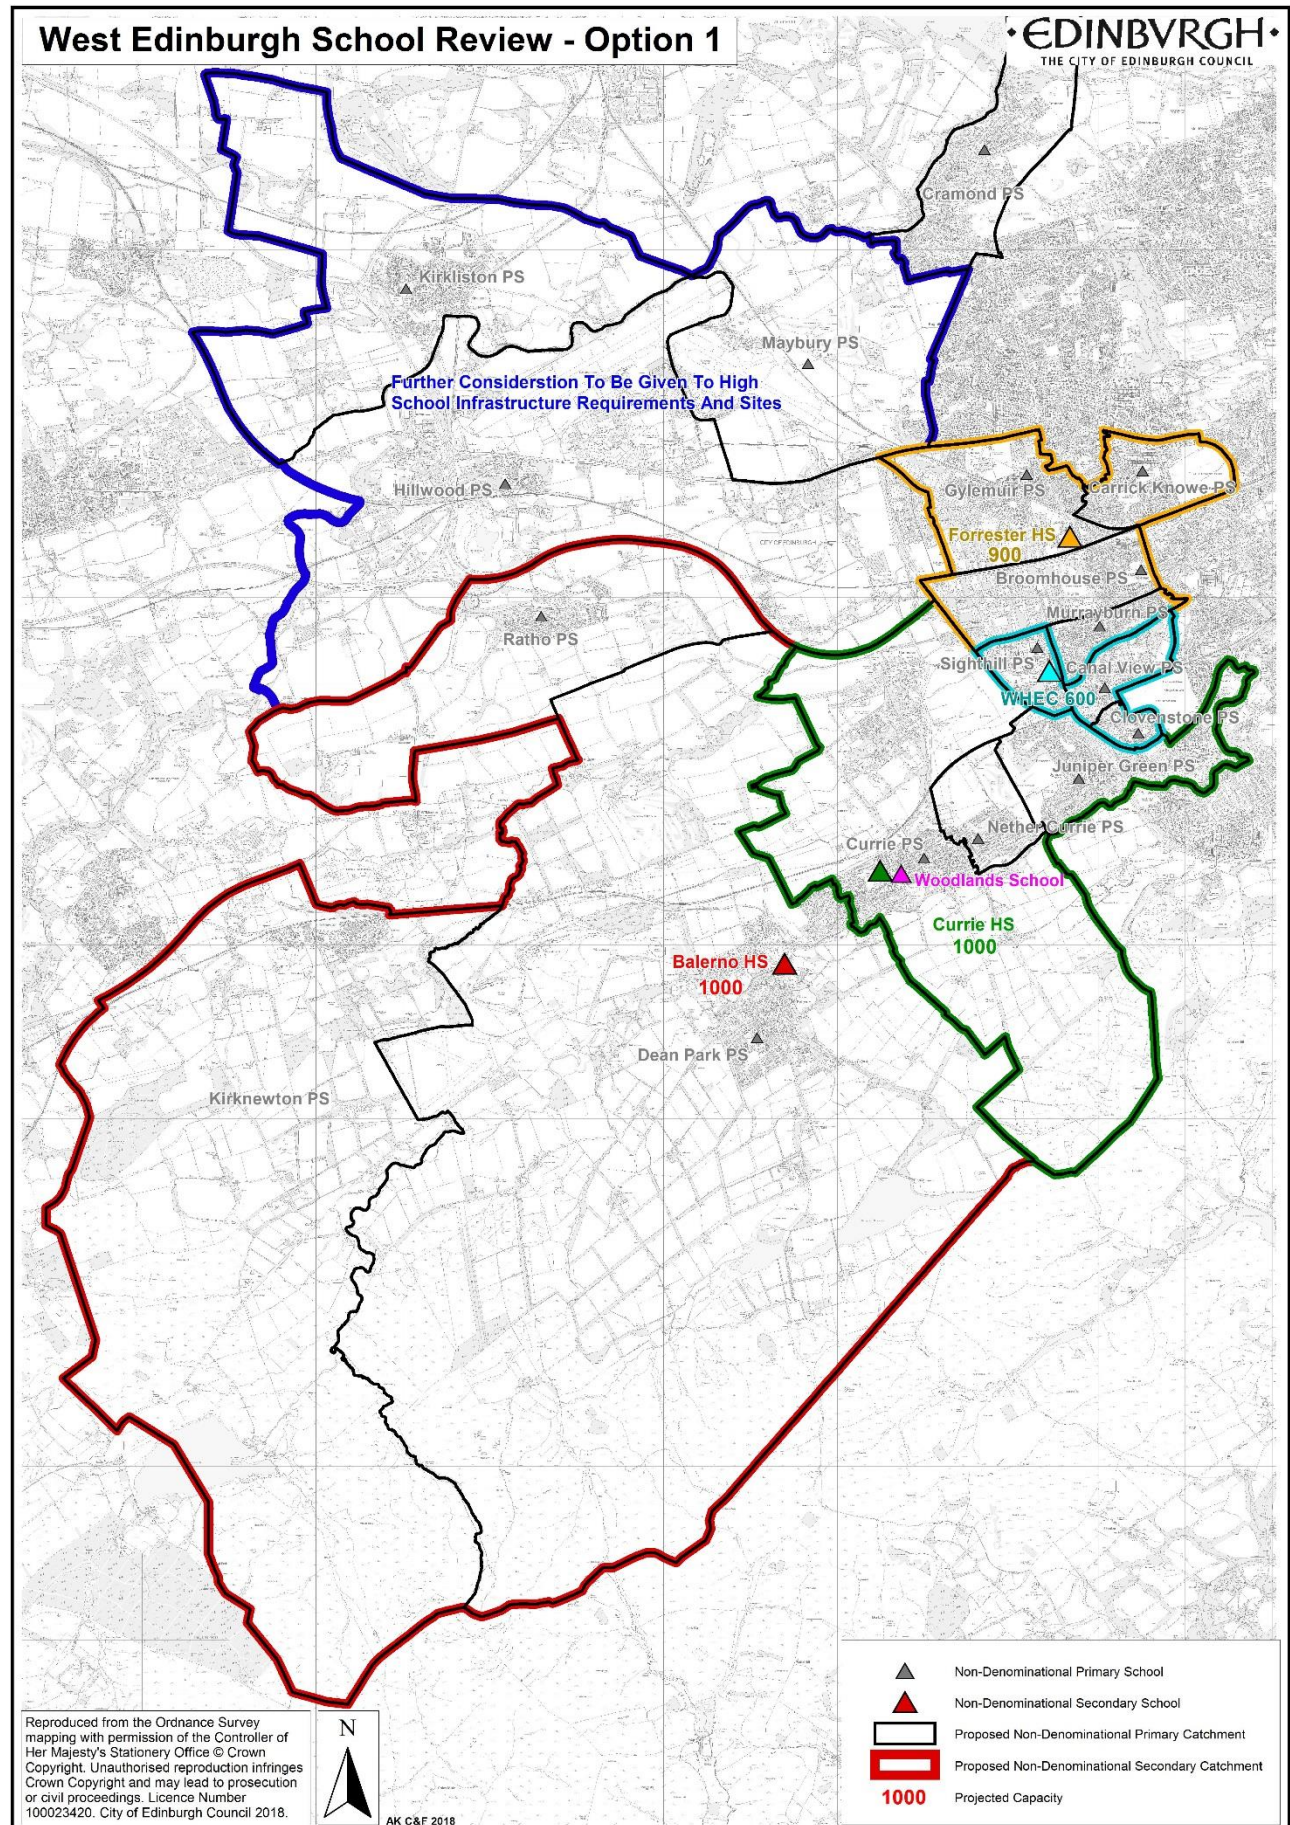 West Edinburgh School Review - Option 1
·EDINBVRGH·
THE CITY OF EDINBURGH COUNCIL
Cramond PS
Kirkliston PS
Maybury PS
Further Considerstion To Be Given To High
School Infrastructure Requirements And Sites
Hillwood PS
Gylemuir PS
Carrick Knowe PS
Forrester HS
900
CITY OF EDINBURGH
Broomhouse PS
Murrayburn PS
Ratho PS
Sighthill PS
Canal View PS
WHEC 600
Clovenstone PS
Juniper Green PS
Nether Currie PS
Currie PS
Woodlands School
Currie HS
1000
Balerno HS
1000
Dean Park PS
Kirknewton PS
Non-Denominational Primary School
Non-Denominational Secondary School
Proposed Non-Denominational Primary Catchment
Proposed Non-Denominational Secondary Catchment
1000 Projected Capacity
Reproduced from the Ordnance Survey
mapping with permission of the Controller of
Her Majesty's Stationery Office © Crown
Copyright. Unauthorised reproduction infringes
Crown Copyright and may lead to prosecution
or civil proceedings. Licence Number
100023420. City of Edinburgh Council 2018.
N
AK C&F 2018